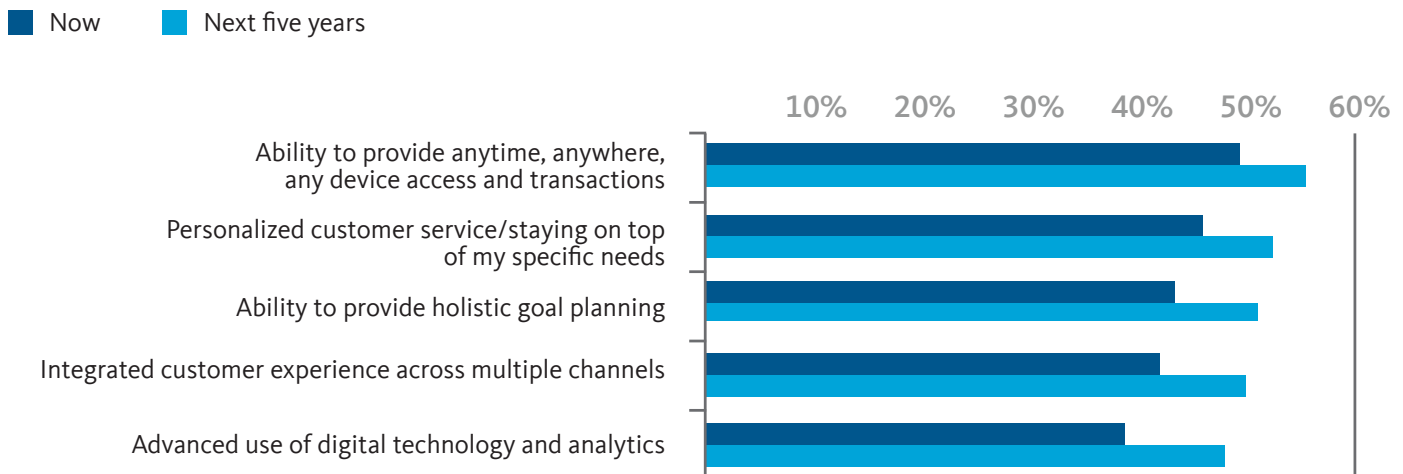 Now Next five years
10% 20% 30% 40% 50% 60%
Ability to provide anytime, anywhere,
any device access and transactions
Personalized customer service/staying on top
of my specific needs
Ability to provide holistic goal planning
Integrated customer experience across multiple channels
Advanced use of digital technology and analytics